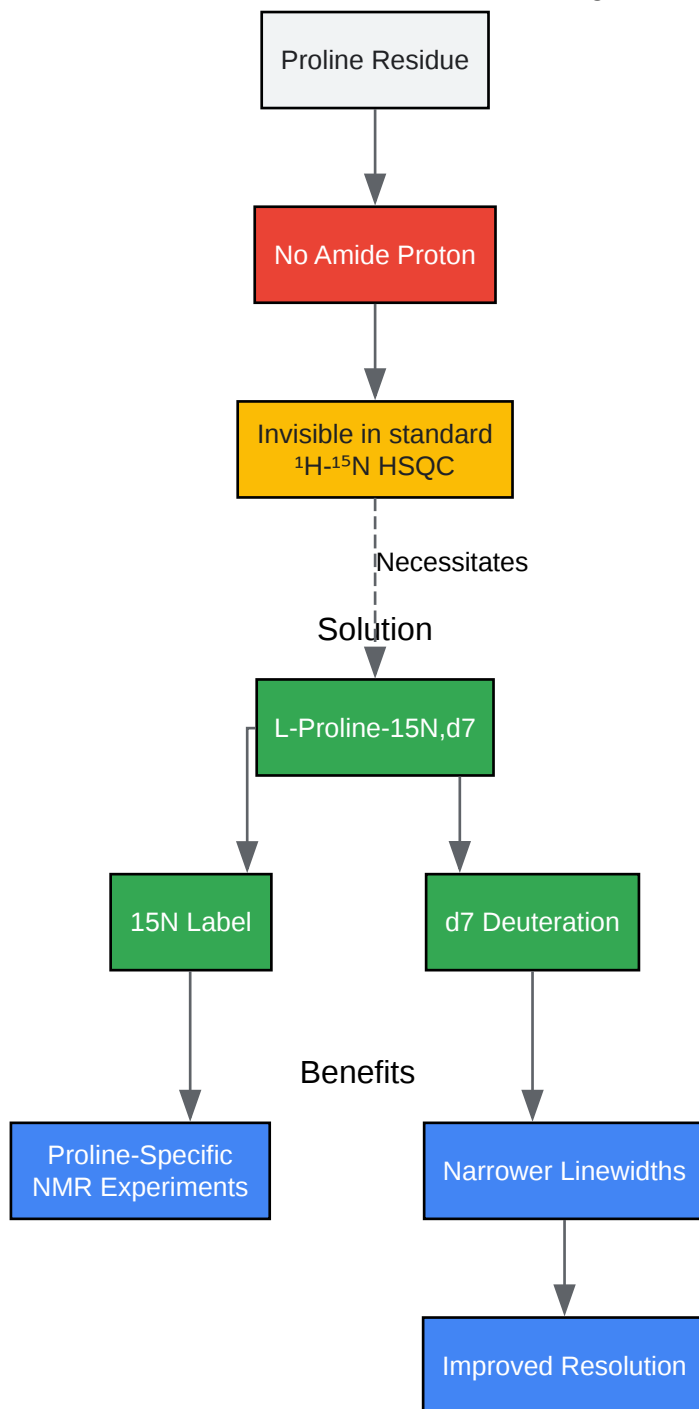 Proline Residue
No Amide Proton
Invisible in standard
¹H-¹⁵N HSQC
Necessitates
Solution
L-Proline-15N,d7
15N Label
d7 Deuteration
Benefits
Proline-Specific
NMR Experiments
Narrower Linewidths
Improved Resolution